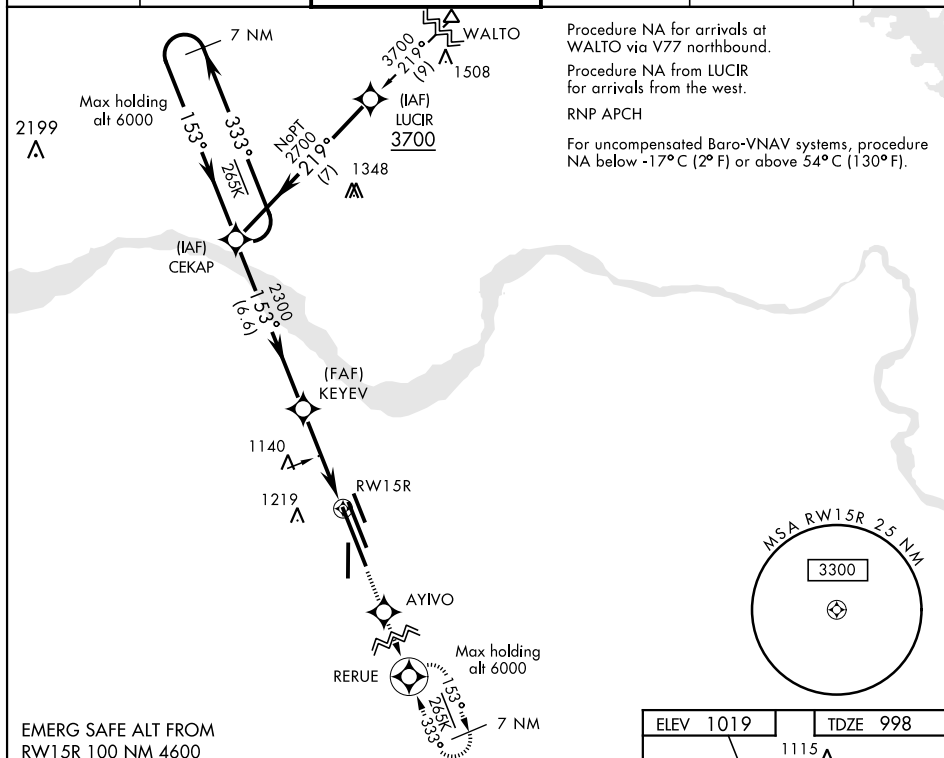 7 NM
WALTO
3700
219°
(9)
1508
Procedure NA for arrivals at
WALTO via V77 northbound.
Procedure NA from LUCIR
for arrivals from the west.
RNP APCH
For uncompensated Baro-VNAV systems, procedure
NA below -17°C (2°F) or above 54°C (130°F).
Max holding
alt 6000
2199
153°
333°
265K
(IAF)
LUCIR
3700
NoPT
2700
219°
(7)
1348
(IAF)
CEKAP
2300
153°
(6.6)
(FAF)
KEYEV
1140
1219
RW15R
AYIVO
RERUE
Max holding
alt 6000
153°
265K
333°
7 NM
MSA RW15R 25 NM
3300
EMERG SAFE ALT FROM
RW15R 100 NM 4600
ELEV 1019
TDZE 998
1115